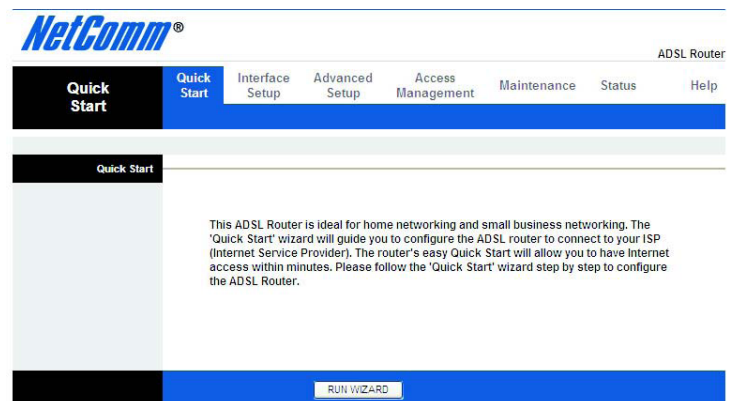 NetComm®
ADSL Router
Quick Start
Quick Start
Interface Setup
Advanced Setup
Access Management
Maintenance
Status
Help
Quick Start
This ADSL Router is ideal for home networking and small business networking. The
'Quick Start' wizard will guide you to configure the ADSL router to connect to your ISP
(Internet Service Provider). The router's easy Quick Start will allow you to have Internet
access within minutes. Please follow the 'Quick Start' wizard step by step to configure
the ADSL Router.
RUN WIZARD